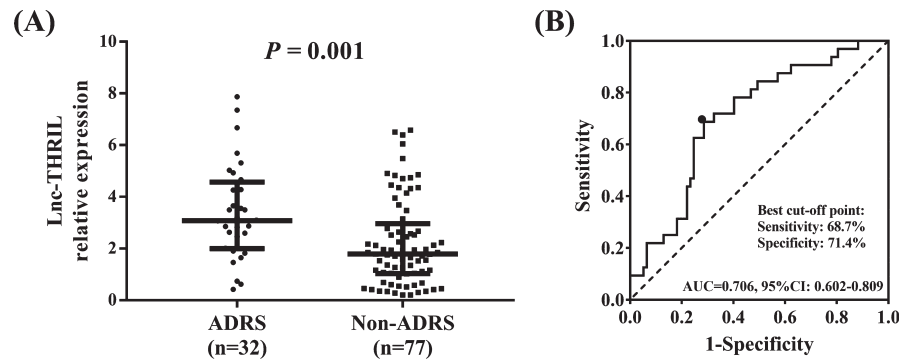 (A)
P = 0.001
Lnc-THRIL
relative expression
10
8
6
4
2
0
ADRS
(n=32)
Non-ADRS
(n=77)
(B)
Sensitivity
1.0
0.8
0.6
0.4
0.2
0.0
Best cut-off point:
Sensitivity: 68.7%
Specificity: 71.4%
AUC=0.706, 95%CI: 0.602-0.809
0.0 0.2 0.4 0.6 0.8 1.0
1-Specificity